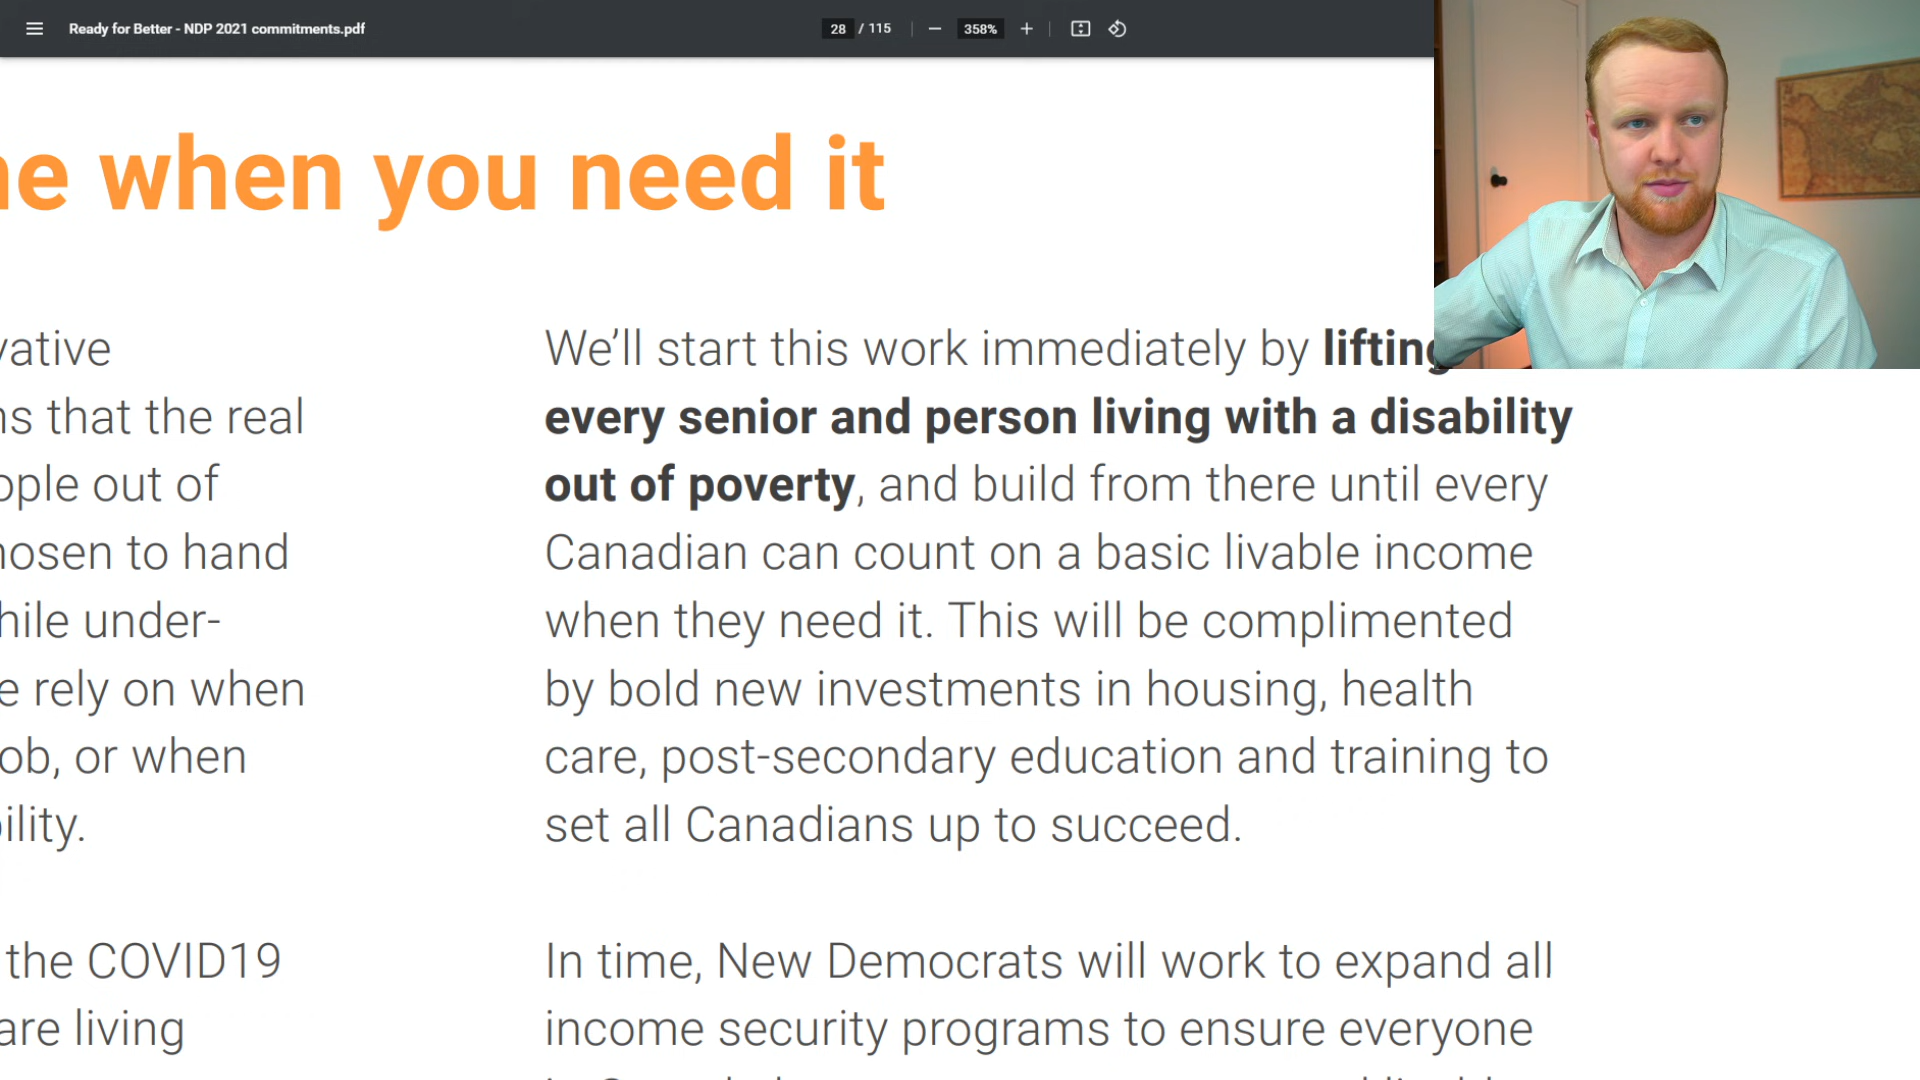 Ready for Better - NDP 2021 commitments.pdf
28 / 115
358%
ne when you need it
vative
ns that the real
ople out of
hosen to hand
hile under-
e rely on when
ob, or when
bility.
the COVID19
are living
We'll start this work immediately by lifting
every senior and person living with a disability
out of poverty, and build from there until every
Canadian can count on a basic livable income
when they need it. This will be complimented
by bold new investments in housing, health
care, post-secondary education and training to
set all Canadians up to succeed.
In time, New Democrats will work to expand all
income security programs to ensure everyone